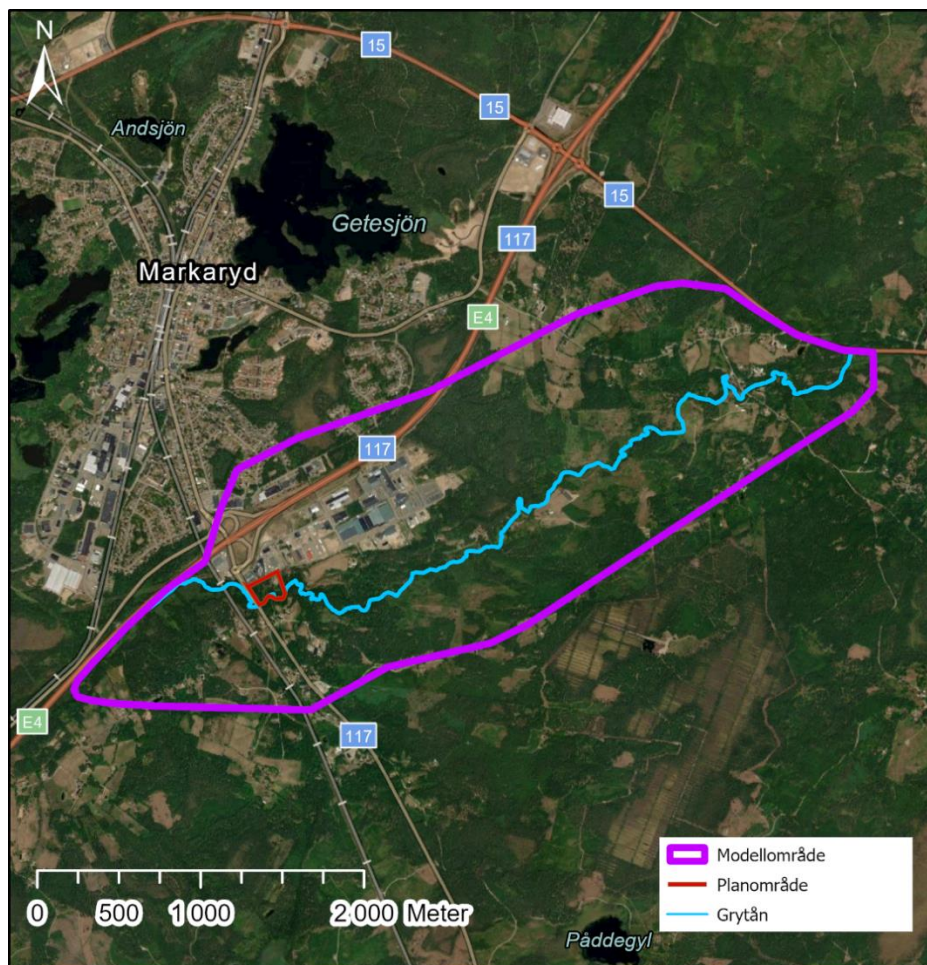 N
15
Andsjön
15
Getesjön
15
117
Markaryd
E4
117
E4
117
Modellområde
Planområde
Grytån
0 500 1 000 2 000 Meter
Påddegyl